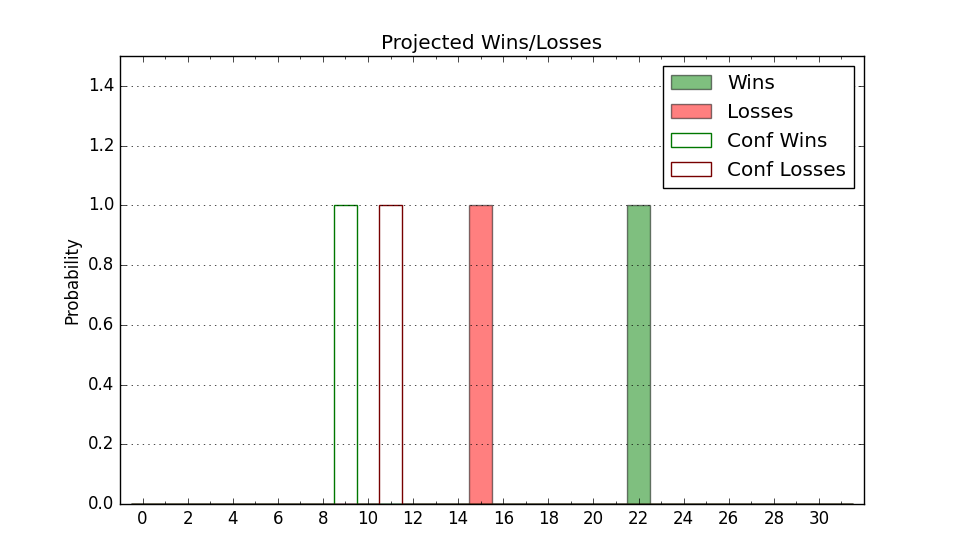 Projected Wins/Losses
Wins
Losses
Conf Wins
Conf Losses
Probability
1.4
1.2
1.0
0.8
0.6
0.4
0.2
0.0
0 2 4 6 8 10 12 14 16 18 20 22 24 26 28 30